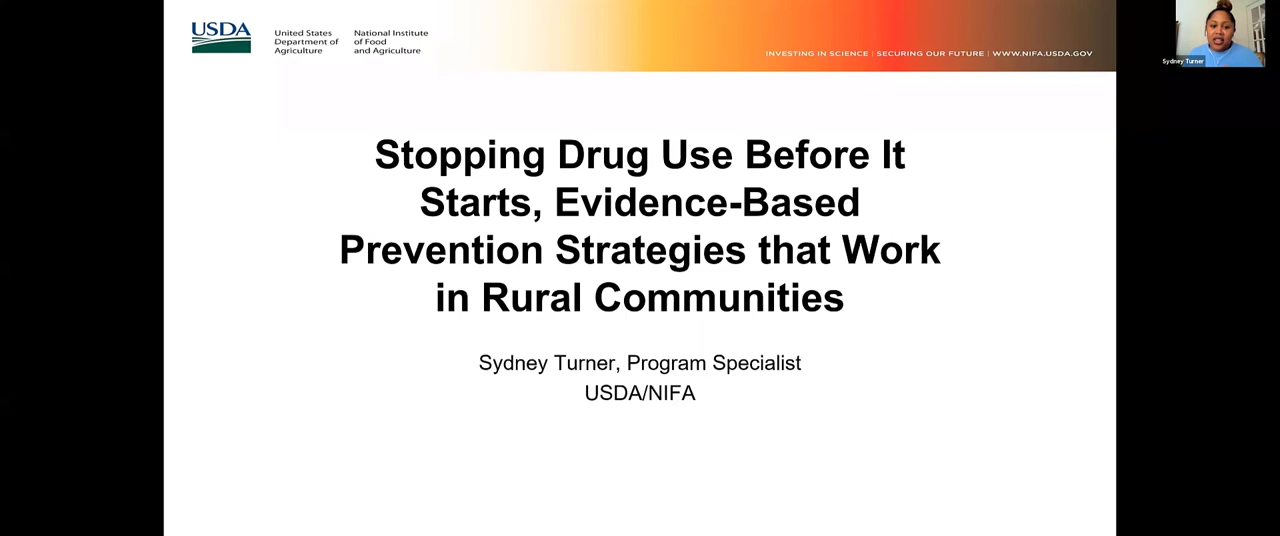 USDA
United States
Department of
Agriculture
National Institute
of Food
and Agriculture
INVESTING IN SCIENCE | SECURING OUR FUTURE | WWW.NIFA.USDA.GOV
Sydney Turner
Stopping Drug Use Before It
Starts, Evidence-Based
Prevention Strategies that Work
in Rural Communities
Sydney Turner, Program Specialist
USDA/NIFA